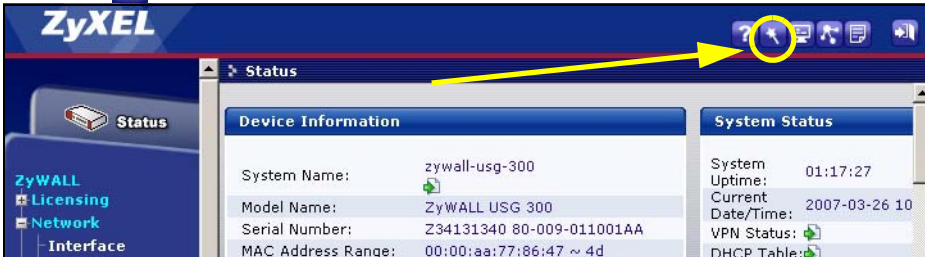 ZyXEL
?
Status
Status
Device Information
System Name: zywall-usg-300
Model Name: ZyWALL USG 300
Serial Number: Z34131340 80-009-011001AA
MAC Address Range: 00:00:aa:77:86:47 ~ 4d
System Status
System Uptime: 01:17:27
Current Date/Time: 2007-03-26 10
VPN Status:
DHCP Table:
ZyWALL
Licensing
Network
Interface